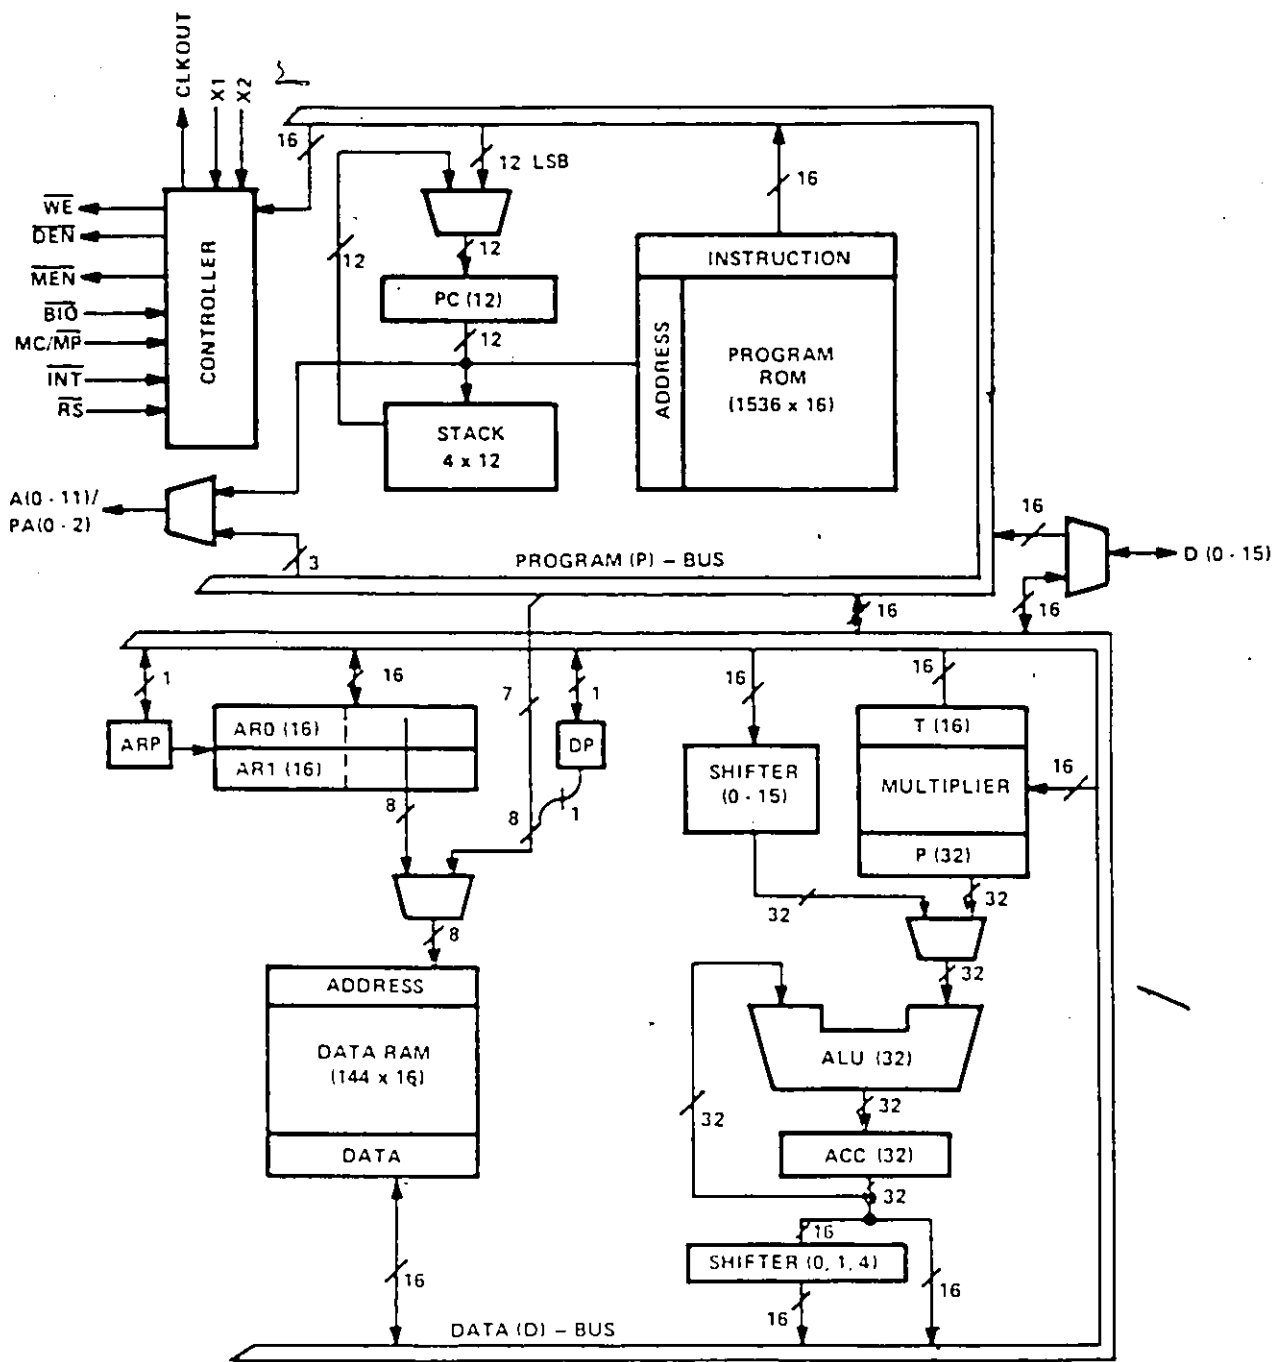 CLKOUT
X1
X2
16
12 LSB
16
WE
DEN
MEN
BIO
MC/MP
INT
RS
CONTROLLER
12
12
PC (12)
12
STACK
4 x 12
INSTRUCTION
ADDRESS
PROGRAM
ROM
(1536 x 16)
A(0 - 11)/
PA(0 - 2)
3
PROGRAM (P) – BUS
16
D (0 - 15)
16
16
1
16
7
1
16
16
ARP
AR0 (16)
AR1 (16)
DP
SHIFTER
(0 - 15)
T (16)
MULTIPLIER
P (32)
16
8
8
1
32
32
8
32
ADDRESS
DATA RAM
(144 x 16)
DATA
ALU (32)
32
32
ACC (32)
32
16
SHIFTER (0, 1, 4)
16
16
16
DATA (D) – BUS